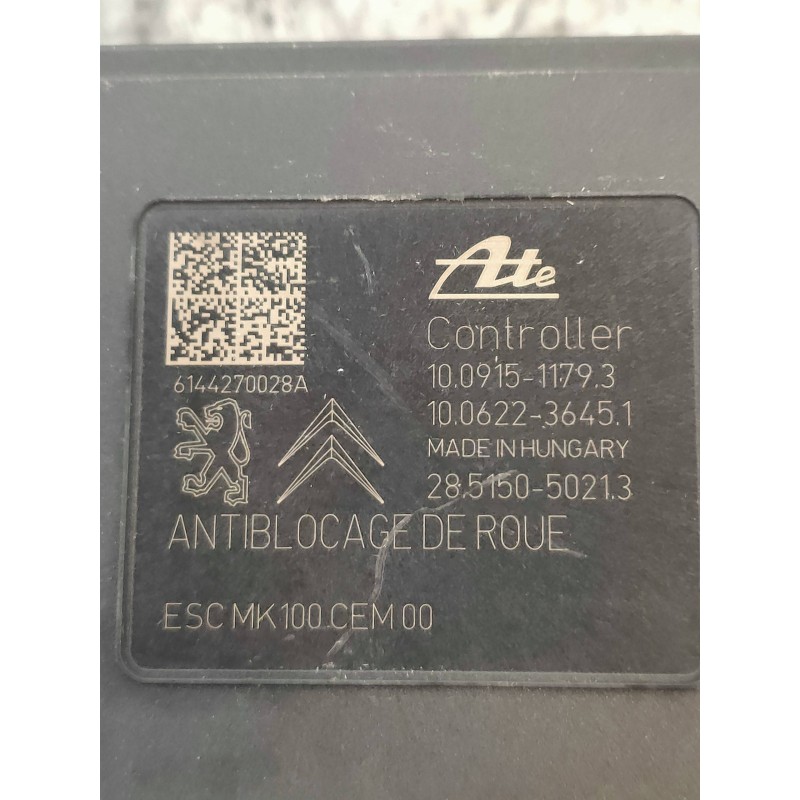 Ate
Controller
10.0915-1179.3
6144270028A
10.0622-3645.1
MADE IN HUNGARY
28.5150-5021.3
ANTIBLOCAGE DE ROUE
ESC MK100 CEM 00